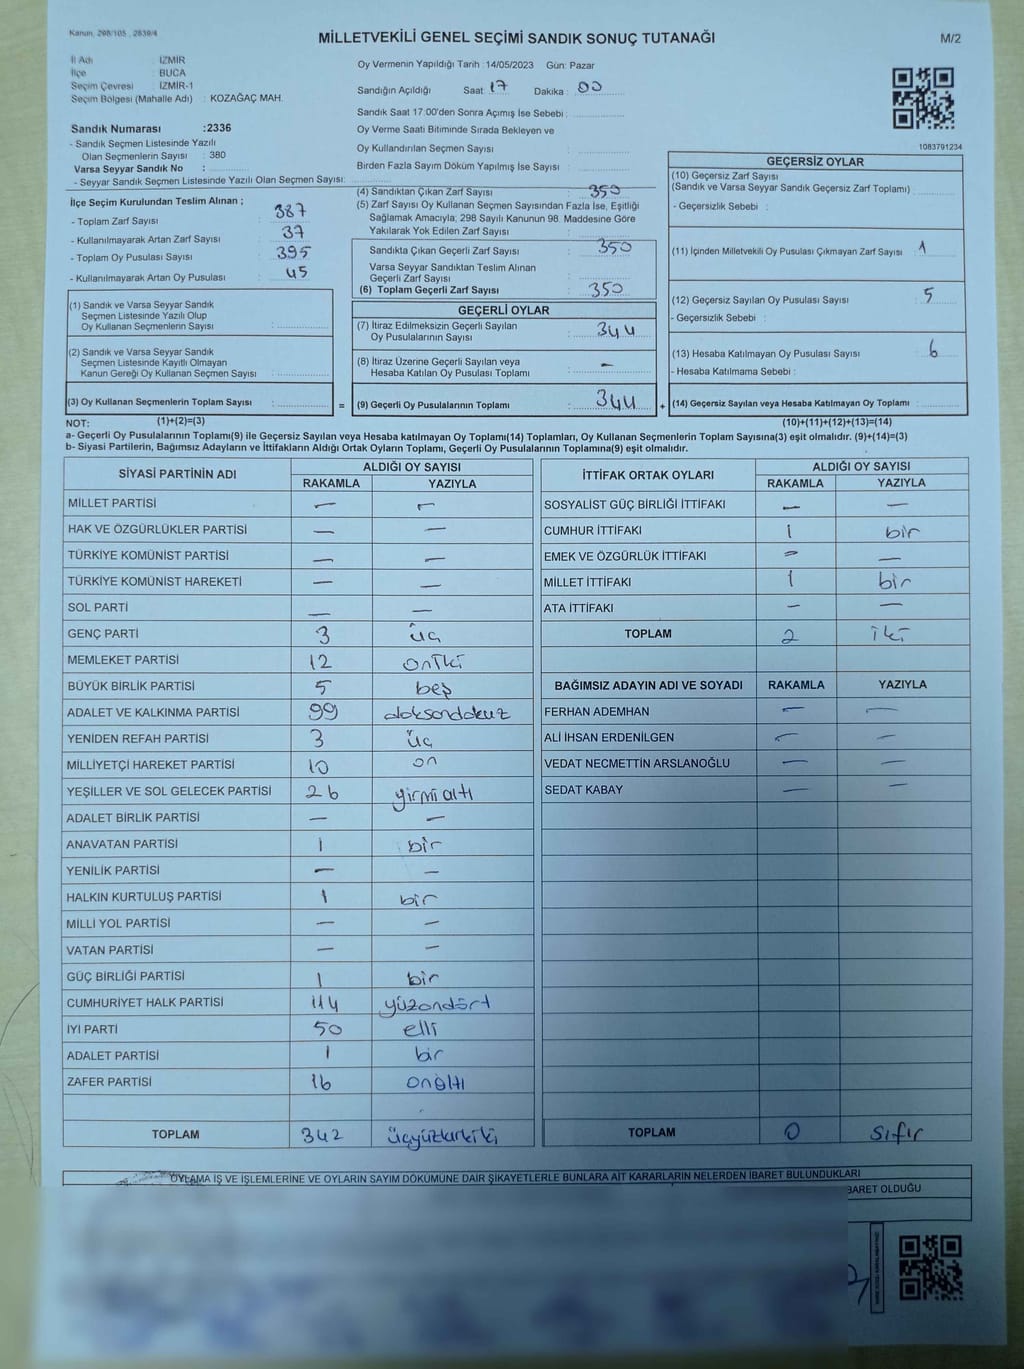 Kanun, 298/105 , 2839/4
MİLLETVEKİLİ GENEL SEÇİMİ SANDIK SONUÇ TUTANAĞI
M/2
İl Adı : İZMİR
İlçe : BUCA
Seçim Çevresi : İZMİR-1
Seçim Bölgesi (Mahalle Adı) : KOZAĞAÇ MAH.
Oy Vermenin Yapıldığı Tarih :14/05/2023 Gün: Pazar
Sandığın Açıldığı Saat : 17 Dakika : 00
Sandık Saat 17:00'den Sonra Açımış İse Sebebi :
Oy Verme Saati Bitiminde Sırada Bekleyen ve
Oy Kullandırılan Seçmen Sayısı :
Birden Fazla Sayım Döküm Yapılmış İse Sayısı :
1083791234
Sandık Numarası :2336
- Sandık Seçmen Listesinde Yazılı
Olan Seçmenlerin Sayısı : 380
Varsa Seyyar Sandık No :
- Seyyar Sandık Seçmen Listesinde Yazılı Olan Seçmen Sayısı:
İlçe Seçim Kurulundan Teslim Alınan ;
- Toplam Zarf Sayısı : 387
- Kullanılmayarak Artan Zarf Sayısı : 37
- Toplam Oy Pusulası Sayısı : 395
- Kullanılmayarak Artan Oy Pusulası : 45
(1) Sandık ve Varsa Seyyar Sandık
Seçmen Listesinde Yazılı Olup
Oy Kullanan Seçmenlerin Sayısı :
(2) Sandık ve Varsa Seyyar Sandık
Seçmen Listesinde Kayıtlı Olmayan
Kanun Gereği Oy Kullanan Seçmen Sayısı :
(3) Oy Kullanan Seçmenlerin Toplam Sayısı :
(4) Sandıktan Çıkan Zarf Sayısı : 350
(5) Zarf Sayısı Oy Kullanan Seçmen Sayısından Fazla İse, Eşitliği
Sağlamak Amacıyla; 298 Sayılı Kanunun 98. Maddesine Göre
Yakılarak Yok Edilen Zarf Sayısı :
Sandıkta Çıkan Geçerli Zarf Sayısı : 350
Varsa Seyyar Sandıktan Teslim Alınan
Geçerli Zarf Sayısı :
(6) Toplam Geçerli Zarf Sayısı : 350
GEÇERLİ OYLAR
(7) İtiraz Edilmeksizin Geçerli Sayılan
Oy Pusulalarının Sayısı : 344
(8) İtiraz Üzerine Geçerli Sayılan veya
Hesaba Katılan Oy Pusulası Toplamı : —
= (9) Geçerli Oy Pusulalarının Toplamı : 344 +
GEÇERSİZ OYLAR
(10) Geçersiz Zarf Sayısı
(Sandık ve Varsa Seyyar Sandık Geçersiz Zarf Toplamı) :
- Geçersizlik Sebebi :
(11) İçinden Milletvekili Oy Pusulası Çıkmayan Zarf Sayısı : 1
(12) Geçersiz Sayılan Oy Pusulası Sayısı : 5
- Geçersizlik Sebebi :
(13) Hesaba Katılmayan Oy Pusulası Sayısı : 6
- Hesaba Katılmama Sebebi :
(14) Geçersiz Sayılan veya Hesaba Katılmayan Oy Toplamı :
NOT: (1)+(2)=(3) (10)+(11)+(12)+(13)=(14)
a- Geçerli Oy Pusulalarının Toplamı(9) ile Geçersiz Sayılan veya Hesaba katılmayan Oy Toplamı(14) Toplamları, Oy Kullanan Seçmenlerin Toplam Sayısına(3) eşit olmalıdır. (9)+(14)=(3)
b- Siyasi Partilerin, Bağımsız Adayların ve İttifakların Aldığı Ortak Oyların Toplamı, Geçerli Oy Pusulalarının Toplamına(9) eşit olmalıdır.
SİYASİ PARTİNİN ADI ALDIĞI OY SAYISI
RAKAMLA YAZIYLA
MİLLET PARTİSİ — —
HAK VE ÖZGÜRLÜKLER PARTİSİ — —
TÜRKİYE KOMÜNİST PARTİSİ — —
TÜRKİYE KOMÜNİST HAREKETİ — —
SOL PARTİ — —
GENÇ PARTİ 3 üç
MEMLEKET PARTİSİ 12 oniki
BÜYÜK BİRLİK PARTİSİ 5 beş
ADALET VE KALKINMA PARTİSİ 99 doksandokuz
YENİDEN REFAH PARTİSİ 3 üç
MİLLİYETÇİ HAREKET PARTİSİ 10 on
YEŞİLLER VE SOL GELECEK PARTİSİ 26 yirmi altı
ADALET BİRLİK PARTİSİ — —
ANAVATAN PARTİSİ 1 bir
YENİLİK PARTİSİ — —
HALKIN KURTULUŞ PARTİSİ 1 bir
MİLLİ YOL PARTİSİ — —
VATAN PARTİSİ — —
GÜÇ BİRLİĞİ PARTİSİ 1 bir
CUMHURİYET HALK PARTİSİ 114 yüzondört
İYİ PARTİ 50 elli
ADALET PARTİSİ 1 bir
ZAFER PARTİSİ 16 onaltı
TOPLAM 342 üçyüzkırkiki
İTTİFAK ORTAK OYLARI ALDIĞI OY SAYISI
RAKAMLA YAZIYLA
SOSYALİST GÜÇ BİRLİĞİ İTTİFAKI — —
CUMHUR İTTİFAKI 1 bir
EMEK VE ÖZGÜRLÜK İTTİFAKI — —
MİLLET İTTİFAKI 1 bir
ATA İTTİFAKI — —
TOPLAM 2 iki
BAĞIMSIZ ADAYIN ADI VE SOYADI RAKAMLA YAZIYLA
FERHAN ADEMHAN — —
ALİ İHSAN ERDENİLGEN — —
VEDAT NECMETTİN ARSLANOĞLU — —
SEDAT KABAY — —
TOPLAM 0 sıfır
OYLAMA İŞ VE İŞLEMLERİNE VE OYLARIN SAYIM DÖKÜMÜNE DAİR ŞİKAYETLERLE BUNLARA AİT KARARLARIN NELERDEN İBARET BULUNDUKLARI
BARET OLDUĞU